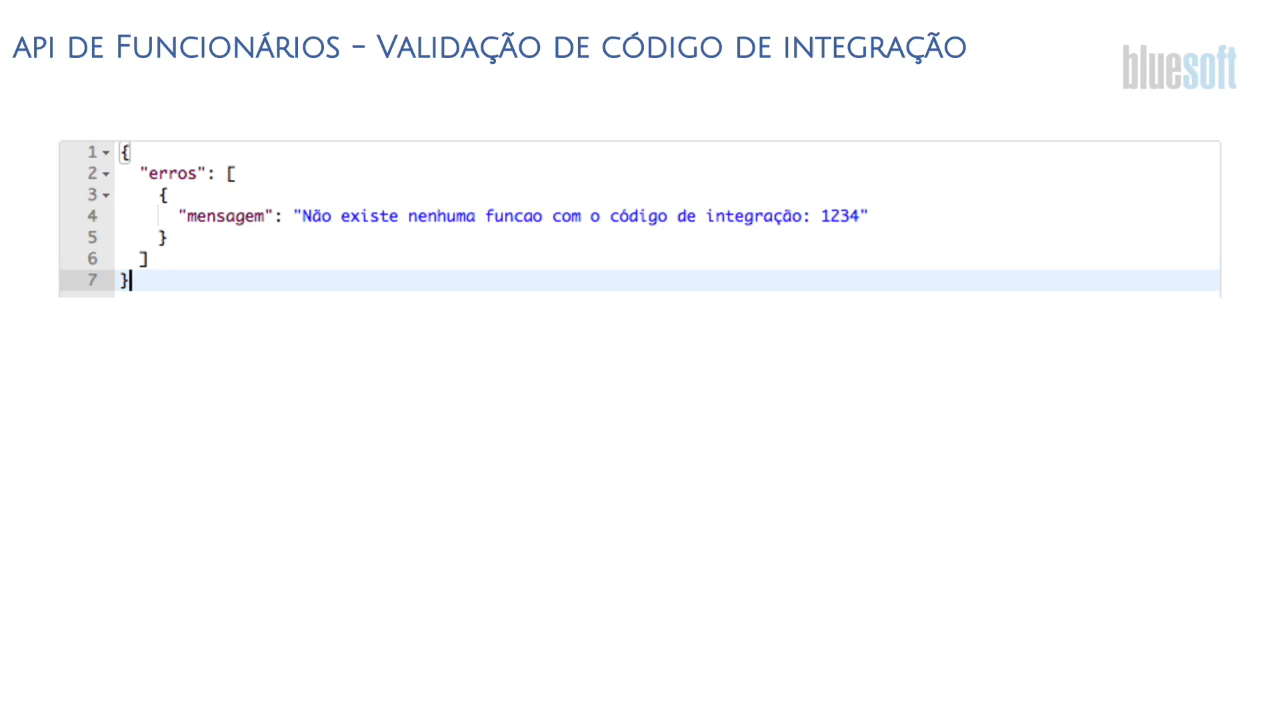 API DE FUNCIONÁRIOS - VALIDAÇÃO DE CÓDIGO DE INTEGRAÇÃO
bluesoft
1 {
2 "erros": [
3 {
4 "mensagem": "Não existe nenhuma funcao com o código de integração: 1234"
5 }
6 ]
7 }